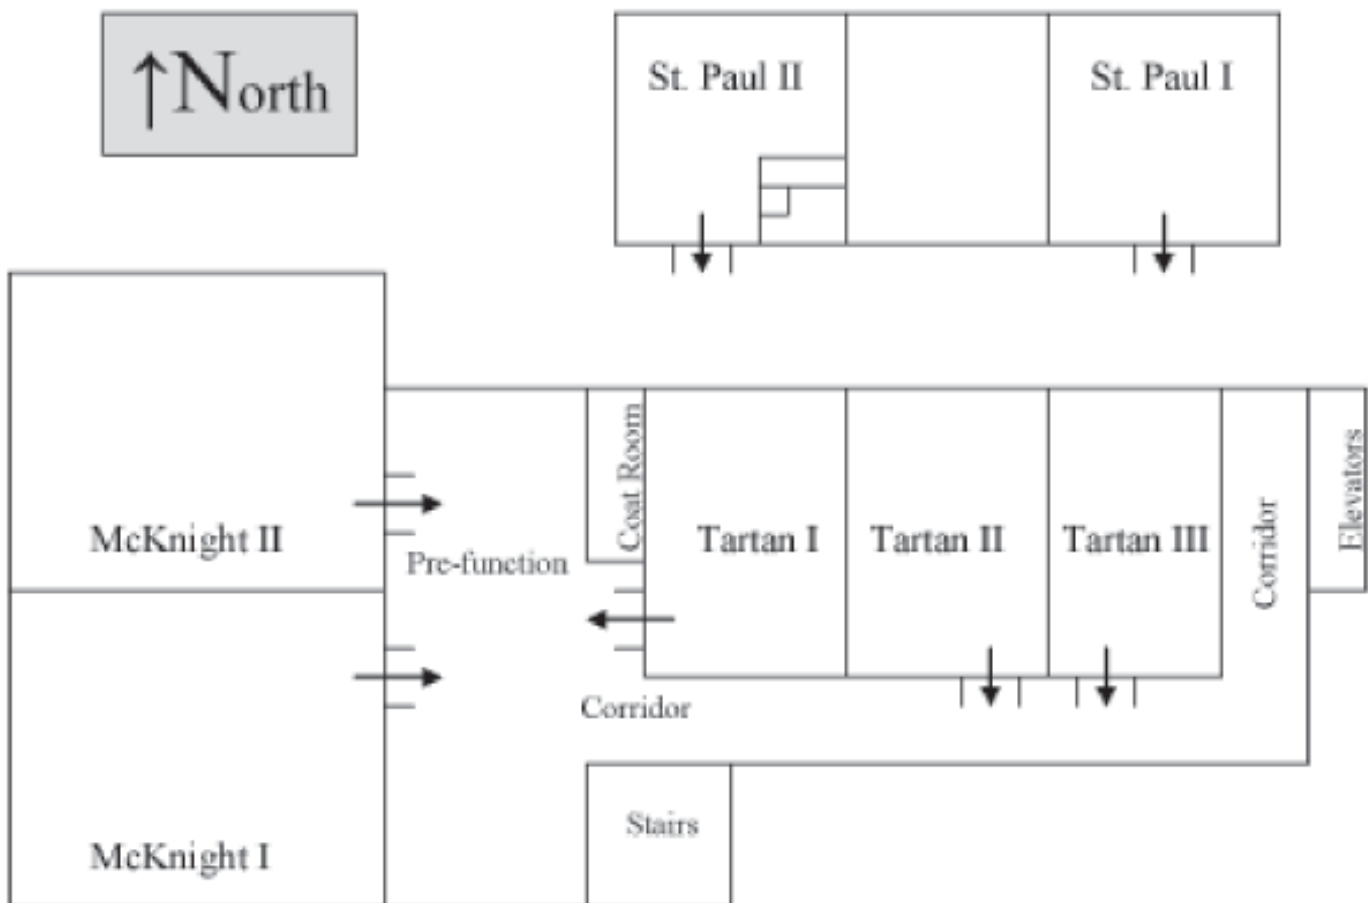 ↑North
St. Paul II
St. Paul I
McKnight II
Pre-function
Coat Room
Tartan I
Tartan II
Tartan III
Corridor
Elevators
Corridor
McKnight I
Stairs